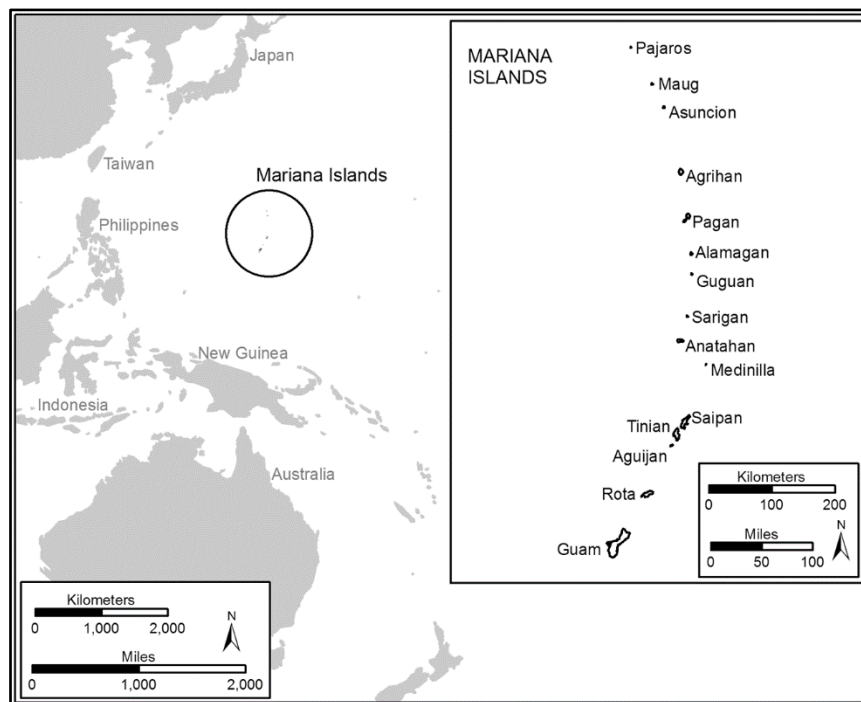 Japan
Taiwan
Mariana Islands
Philippines
New Guinea
Indonesia
Australia
Kilometers
0 1,000 2,000
N
Miles
0 1,000 2,000
MARIANA
ISLANDS
Pajaros
Maug
Asuncion
Agrihan
Pagan
Alamagan
Guguan
Sarigan
Anatahan
Medinilla
Saipan
Tinian
Aguijan
Rota
Guam
Kilometers
0 100 200
Miles
N
0 50 100